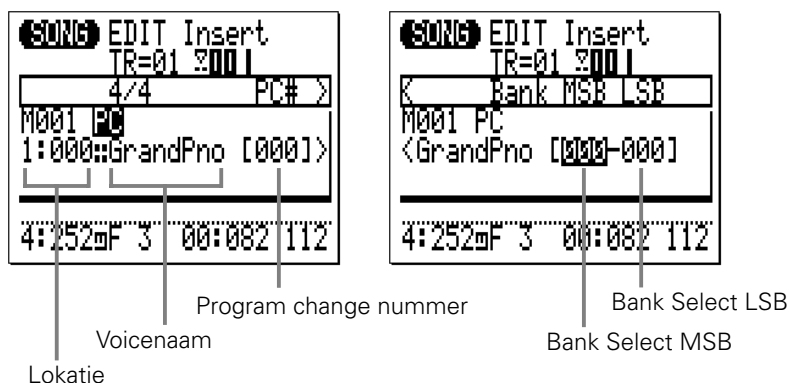 SONG EDIT Insert
TR=01
4/4 PC# >
M001 PC
1:000::GrandPno [000]>
4:252 F 3 00:082 112
SONG EDIT Insert
TR=01
< Bank MSB LSB
M001 PC
<GrandPno [000-000]
4:252 F 3 00:082 112
Program change nummer
Voicenaam
Lokatie
Bank Select LSB
Bank Select MSB